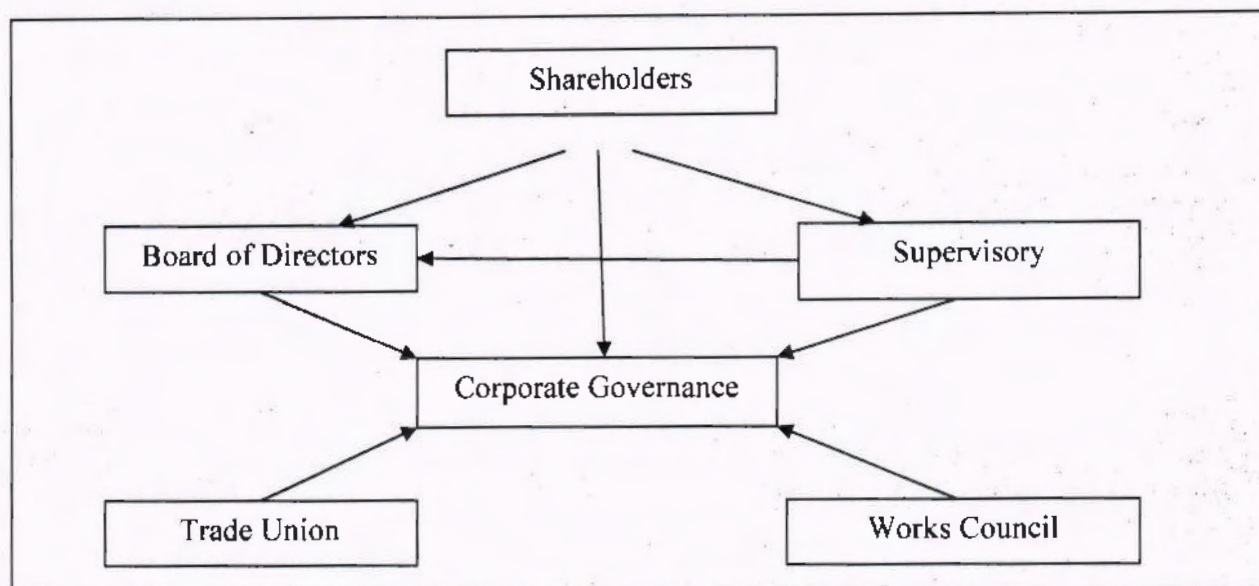 Shareholders
Board of Directors
Supervisory
Corporate Governance
Trade Union
Works Council